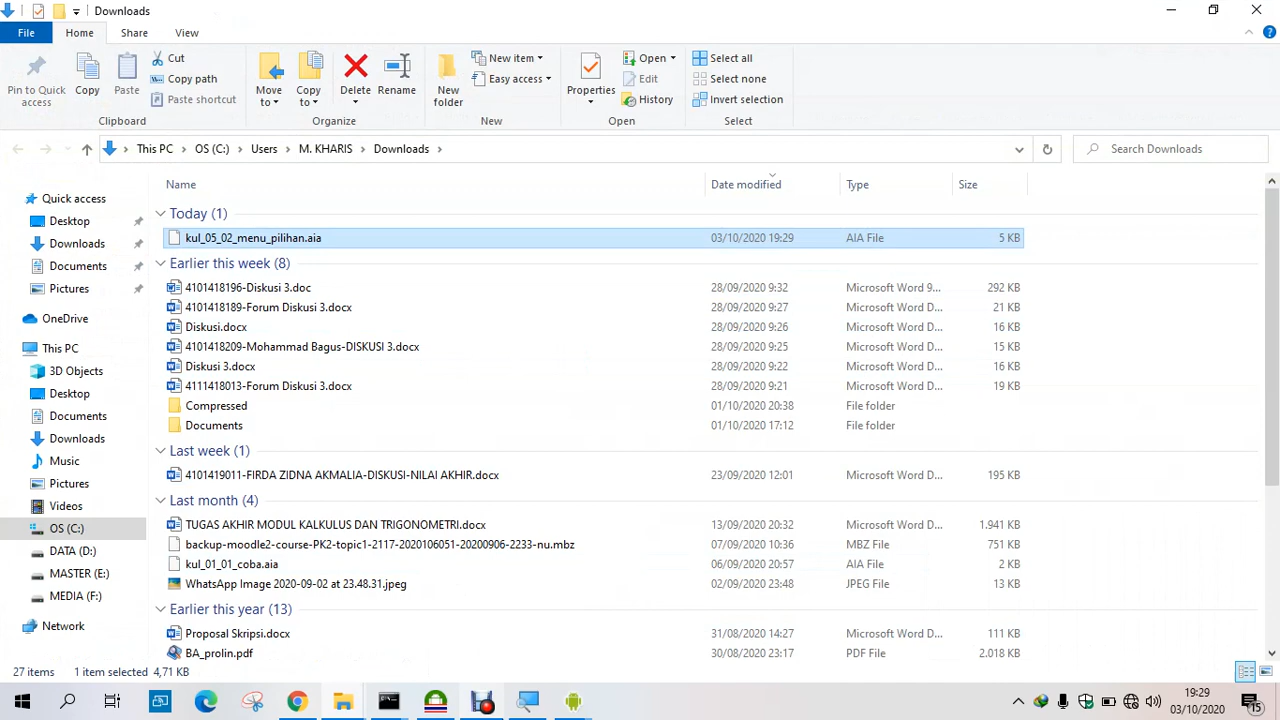 Downloads
File Home Share View
Pin to Quick access
Copy
Paste
Cut
Copy path
Paste shortcut
Clipboard
Move to
Copy to
Delete
Rename
Organize
New folder
New item
Easy access
New
Properties
Open
Edit
History
Open
Select all
Select none
Invert selection
Select
This PC OS (C:) Users M. KHARIS Downloads
Search Downloads
Quick access
Desktop
Downloads
Documents
Pictures
OneDrive
This PC
3D Objects
Desktop
Documents
Downloads
Music
Pictures
Videos
OS (C:)
DATA (D:)
MASTER (E:)
MEDIA (F:)
Network
Name Date modified Type Size
Today (1)
kul_05_02_menu_pilihan.aia 03/10/2020 19:29 AIA File 5 KB
Earlier this week (8)
4101418196-Diskusi 3.doc 28/09/2020 9:32 Microsoft Word 9... 292 KB
4101418189-Forum Diskusi 3.docx 28/09/2020 9:27 Microsoft Word D... 21 KB
Diskusi.docx 28/09/2020 9:26 Microsoft Word D... 16 KB
4101418209-Mohammad Bagus-DISKUSI 3.docx 28/09/2020 9:25 Microsoft Word D... 15 KB
Diskusi 3.docx 28/09/2020 9:22 Microsoft Word D... 16 KB
4111418013-Forum Diskusi 3.docx 28/09/2020 9:21 Microsoft Word D... 19 KB
Compressed 01/10/2020 20:38 File folder
Documents 01/10/2020 17:12 File folder
Last week (1)
4101419011-FIRDA ZIDNA AKMALIA-DISKUSI-NILAI AKHIR.docx 23/09/2020 12:01 Microsoft Word D... 195 KB
Last month (4)
TUGAS AKHIR MODUL KALKULUS DAN TRIGONOMETRI.docx 13/09/2020 20:32 Microsoft Word D... 1.941 KB
backup-moodle2-course-PK2-topic1-2117-2020106051-20200906-2233-nu.mbz 07/09/2020 10:36 MBZ File 751 KB
kul_01_01_coba.aia 06/09/2020 20:57 AIA File 2 KB
WhatsApp Image 2020-09-02 at 23.48.31.jpeg 02/09/2020 23:48 JPEG File 13 KB
Earlier this year (13)
Proposal Skripsi.docx 31/08/2020 14:27 Microsoft Word D... 111 KB
BA_prolin.pdf 30/08/2020 23:17 PDF File 2.018 KB
27 items 1 item selected 4,71 KB
19:29
03/10/2020
15